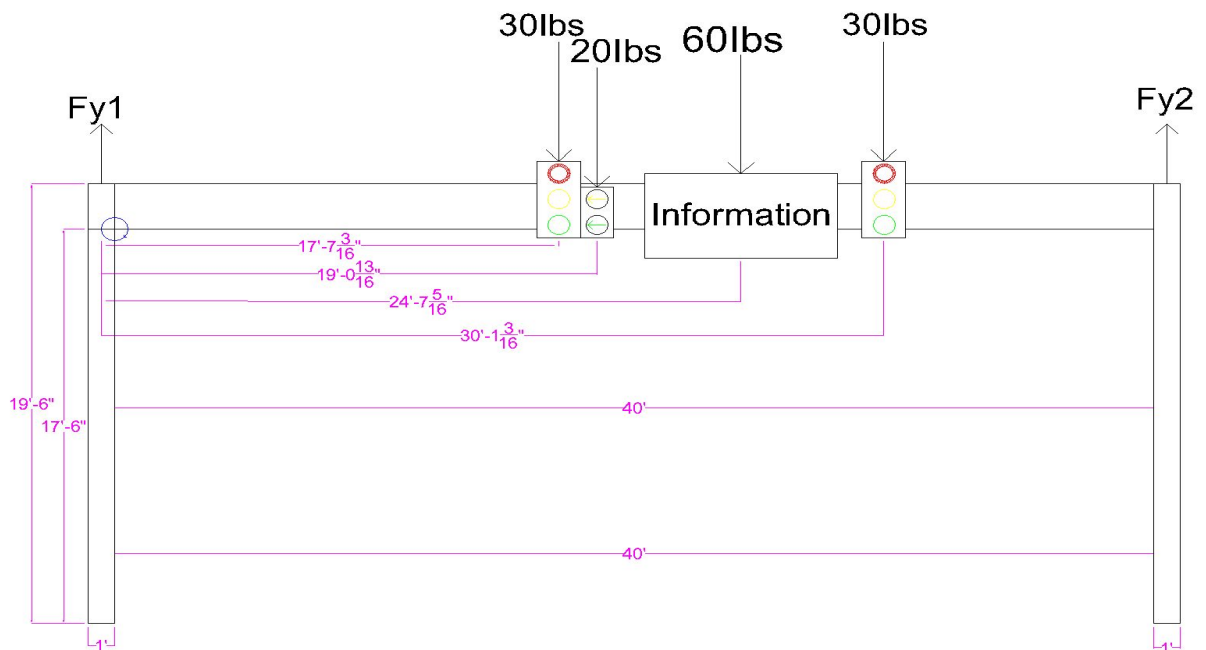 30lbs
20lbs
60lbs
30lbs
Fy1
Fy2
Information
17'-7 3/16"
19'-0 13/16"
24'-7 5/16"
30'-1 3/16"
19'-6"
17'-6"
40'
40'
1'
1'